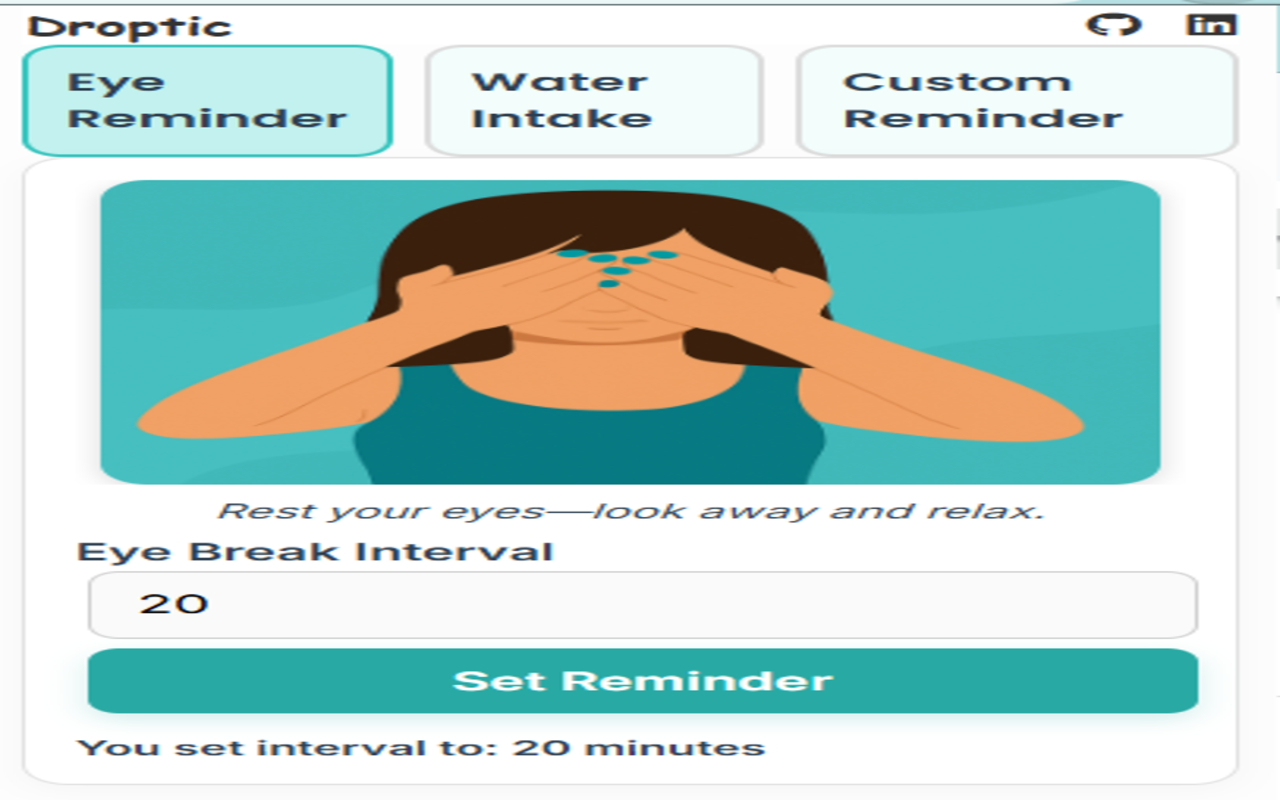 Droptic
Eye
Reminder
Water
Intake
Custom
Reminder
Rest your eyes—look away and relax.
Eye Break Interval
20
Set Reminder
You set interval to: 20 minutes